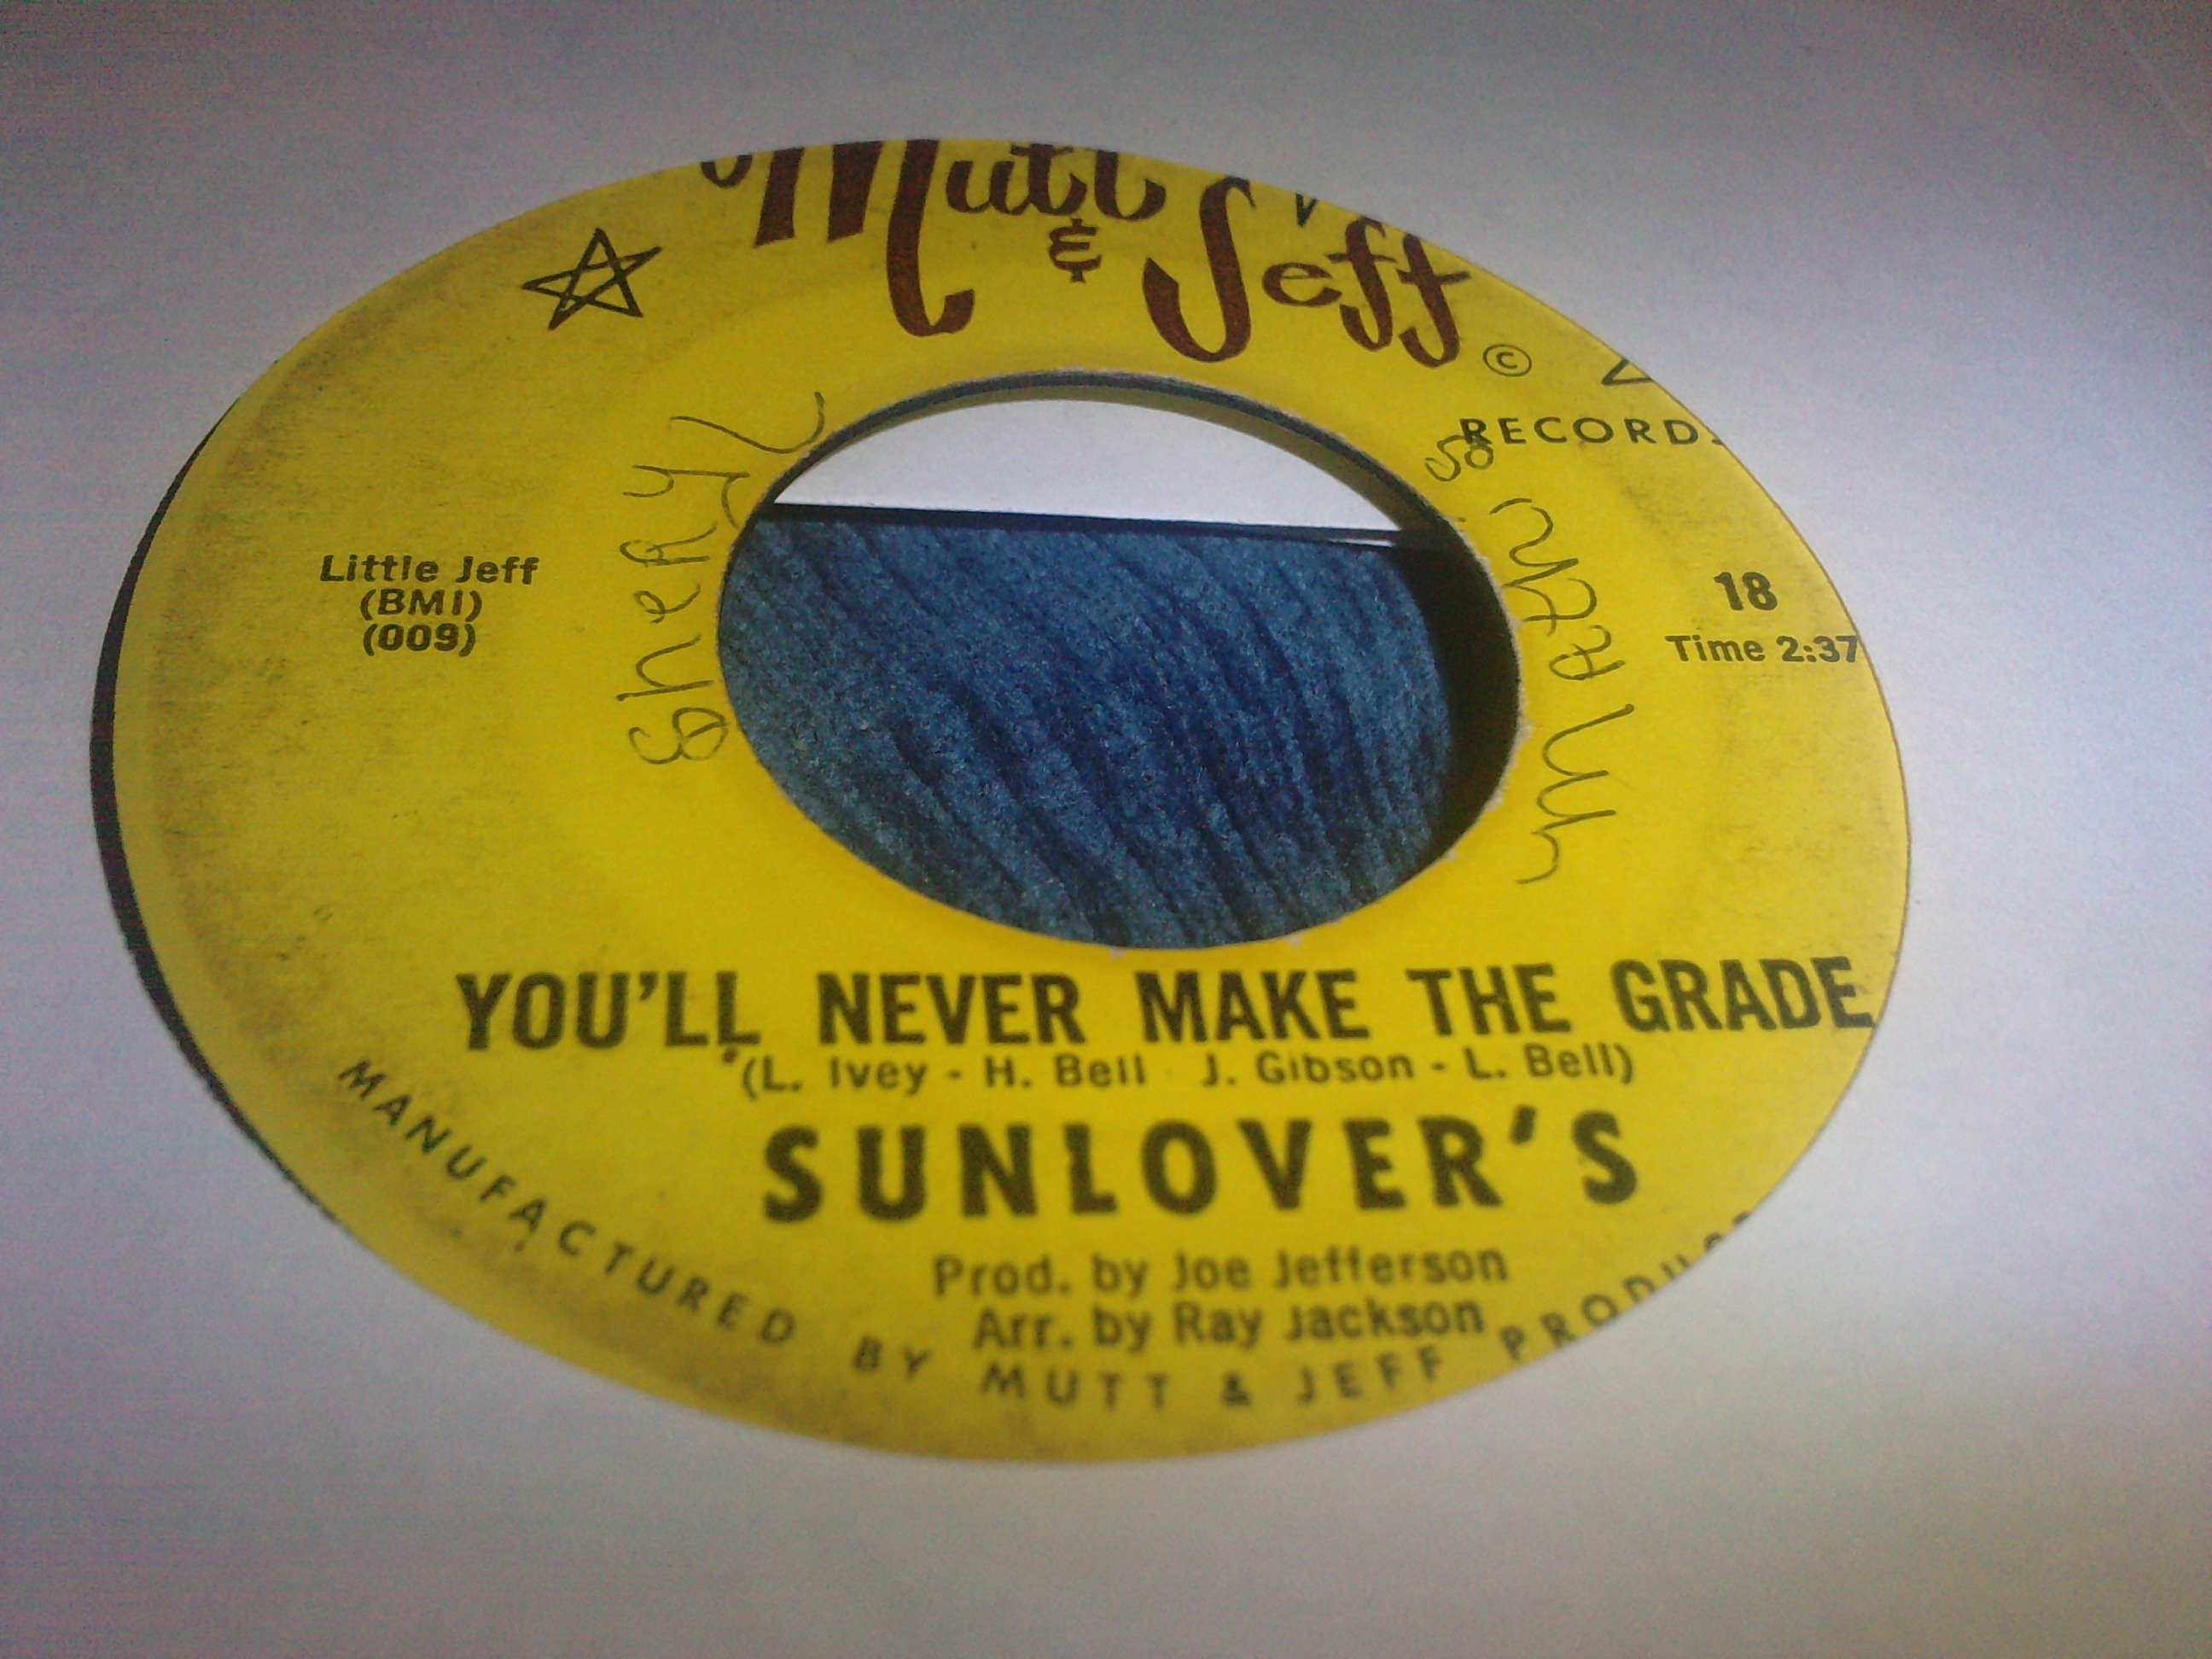 Mutt
& Jeff ©
RECORD
Little Jeff
(BMI)
(009)
18
Time 2:37
SheRYL
YOU'LL NEVER MAKE THE GRADE
(L. Ivey - H. Bell J. Gibson - L. Bell)
SUNLOVER'S
Prod. by Joe Jefferson
Arr. by Ray Jackson
MANUFACTURED BY MUTT & JEFF